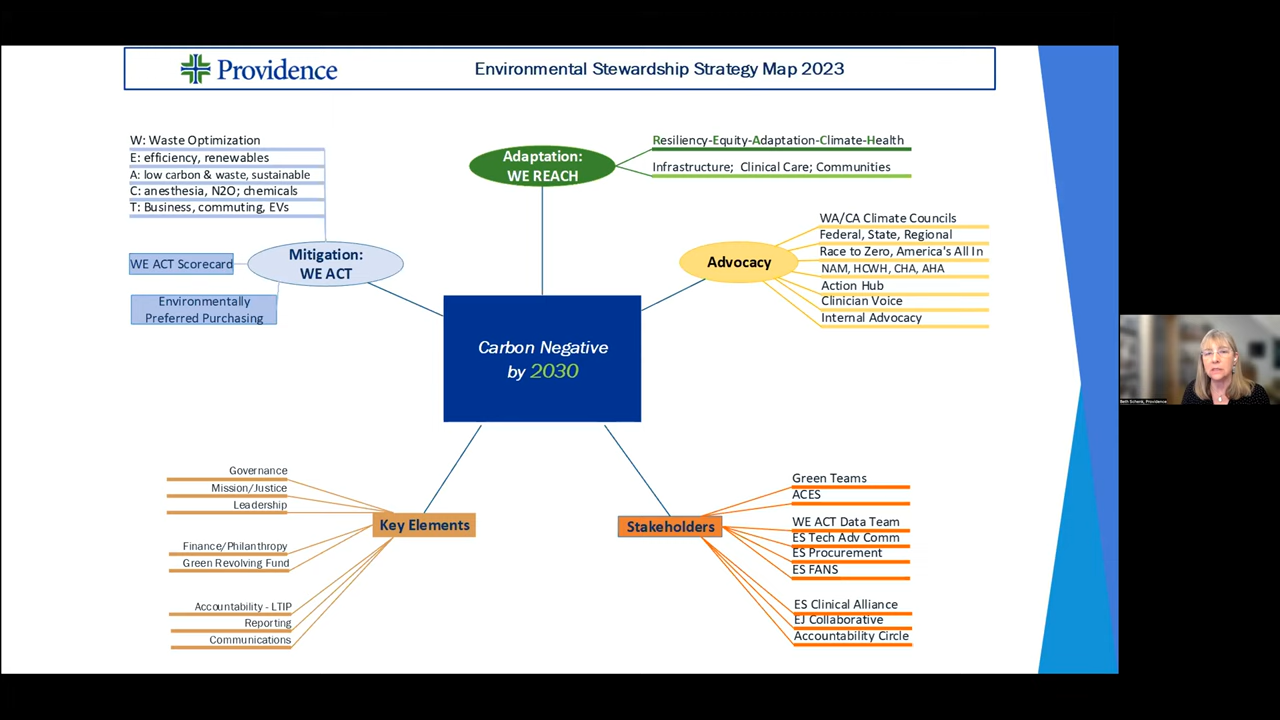 Providence
Environmental Stewardship Strategy Map 2023
W: Waste Optimization
E: efficiency, renewables
A: low carbon & waste, sustainable
C: anesthesia, N2O; chemicals
T: Business, commuting, EVs
Mitigation:
WE ACT
WE ACT Scorecard
Environmentally
Preferred Purchasing
Adaptation:
WE REACH
Resiliency-Equity-Adaptation-Climate-Health
Infrastructure; Clinical Care; Communities
Advocacy
WA/CA Climate Councils
Federal, State, Regional
Race to Zero, America's All In
NAM, HCWH, CHA, AHA
Action Hub
Clinician Voice
Internal Advocacy
Carbon Negative
by 2030
Governance
Mission/Justice
Leadership
Key Elements
Finance/Philanthropy
Green Revolving Fund
Accountability - LTIP
Reporting
Communications
Stakeholders
Green Teams
ACES
WE ACT Data Team
ES Tech Adv Comm
ES Procurement
ES FANS
ES Clinical Alliance
EJ Collaborative
Accountability Circle
Beth Schenk, Providence